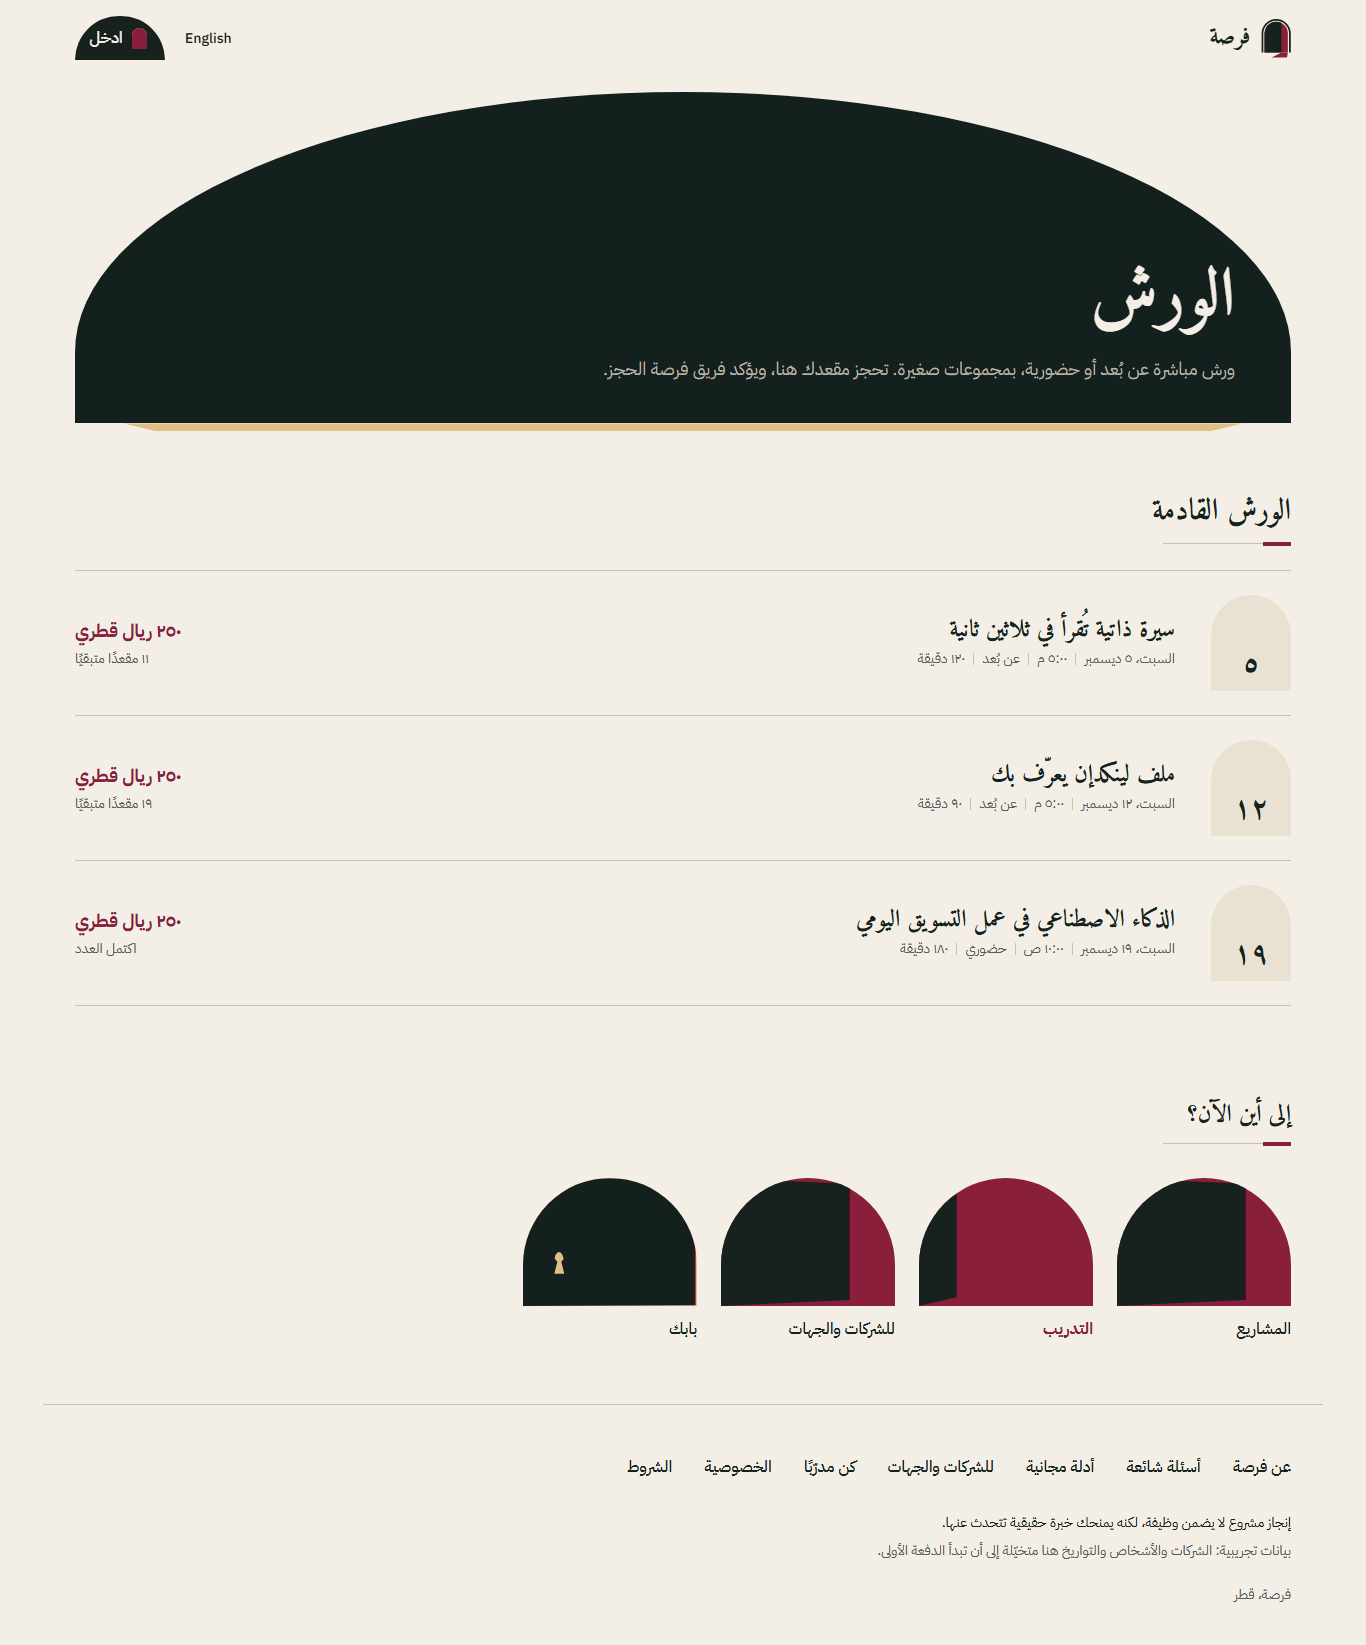 فرصة
English
ادخل
الورش
ورش مباشرة عن بُعد أو حضورية، بمجموعات صغيرة. تحجز مقعدك هنا، ويؤكد فريق فرصة الحجز.
الورش القادمة
٥
سيرة ذاتية تُقرأ في ثلاثين ثانية
السبت، ٥ ديسمبر | ٥:٠٠ م | عن بُعد | ١٢٠ دقيقة
٢٥٠ ريال قطري
١١ مقعدًا متبقيًا
١٢
ملف لينكدإن يعرّف بك
السبت، ١٢ ديسمبر | ٥:٠٠ م | عن بُعد | ٩٠ دقيقة
٢٥٠ ريال قطري
١٩ مقعدًا متبقيًا
١٩
الذكاء الاصطناعي في عمل التسويق اليومي
السبت، ١٩ ديسمبر | ١٠:٠٠ ص | حضوري | ١٨٠ دقيقة
٢٥٠ ريال قطري
اكتمل العدد
إلى أين الآن؟
المشاريع
التدريب
للشركات والجهات
بابك
عن فرصة أسئلة شائعة أدلة مجانية للشركات والجهات كن مدرّبًا الخصوصية الشروط
إنجاز مشروع لا يضمن وظيفة، لكنه يمنحك خبرة حقيقية تتحدث عنها.
بيانات تجريبية: الشركات والأشخاص والتواريخ هنا متخيّلة إلى أن تبدأ الدفعة الأولى.
فرصة، قطر